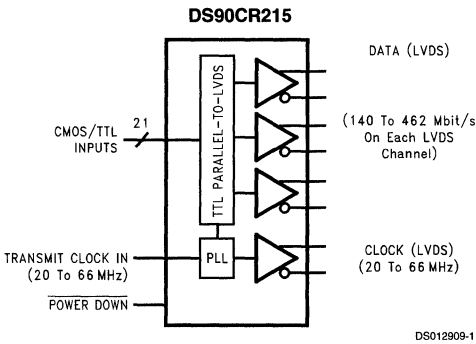 DS90CR215
DATA (LVDS)
TTL PARALLEL-TO-LVDS
21
CMOS/TTL
INPUTS
(140 To 462 Mbit/s
On Each LVDS
Channel)
TRANSMIT CLOCK IN
(20 To 66 MHz)
PLL
CLOCK (LVDS)
(20 To 66 MHz)
POWER DOWN
DS012909-1